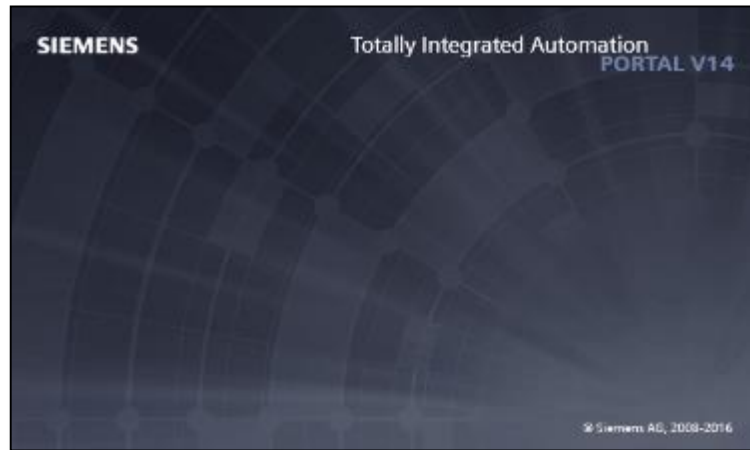 SIEMENS
Totally Integrated Automation
PORTAL V14
© Siemens AG, 2008-2016